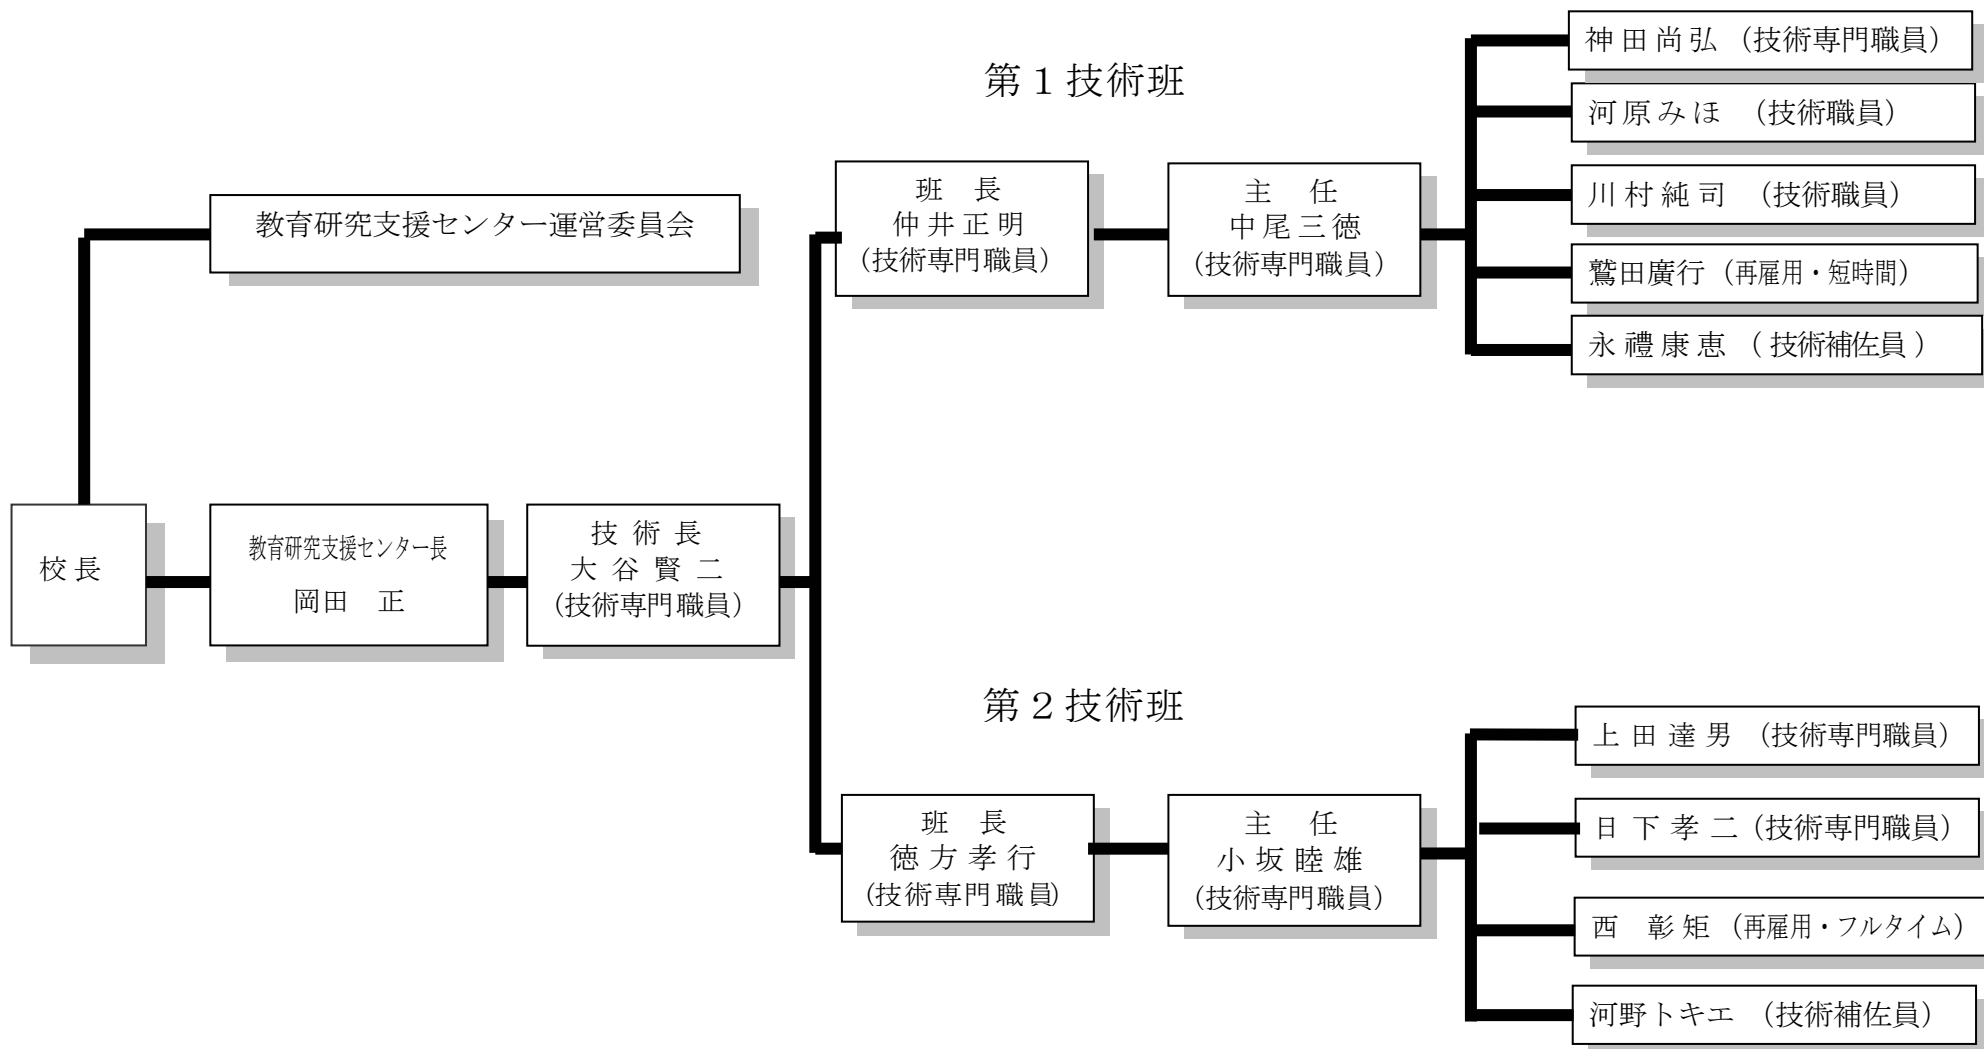 第１技術班
神田尚弘 （技術専門職員）
河原みほ （技術職員）
川村純司 （技術職員）
鷲田廣行（再雇用・短時間）
永禮康恵 （技術補佐員）
班　長
仲井正明
(技術専門職員)
主　任
中尾三徳
(技術専門職員)
教育研究支援センター運営委員会
校長
教育研究支援センター長
岡田　正
技術長
大谷賢二
(技術専門職員)
第２技術班
班　長
徳方孝行
(技術専門職員)
主　任
小坂睦雄
(技術専門職員)
上田達男 （技術専門職員）
日下孝二（技術専門職員）
西　彰矩（再雇用・フルタイム）
河野トキエ （技術補佐員）